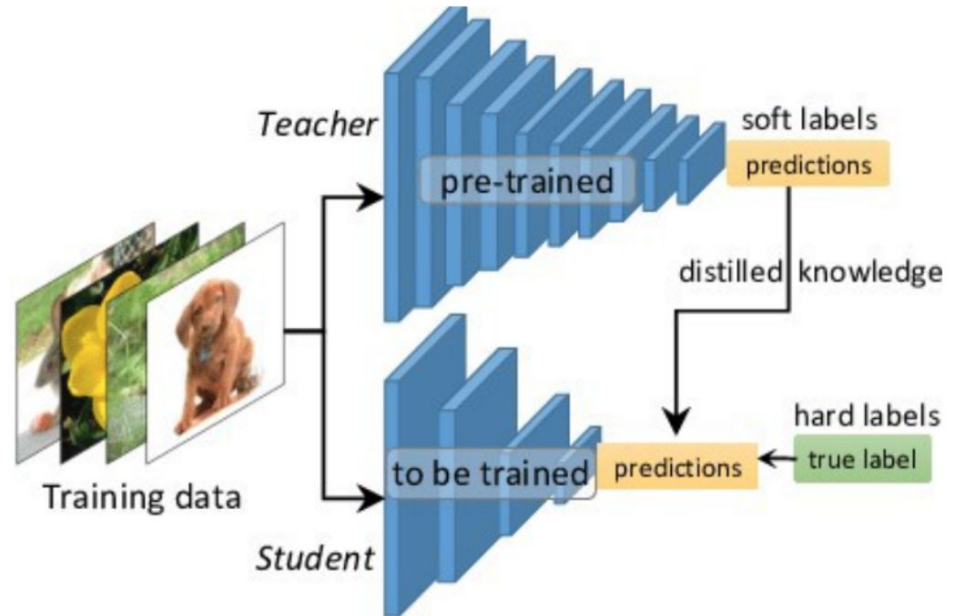 Teacher
pre-trained
soft labels
predictions
distilled knowledge
Training data
hard labels
to be trained
predictions
true label
Student